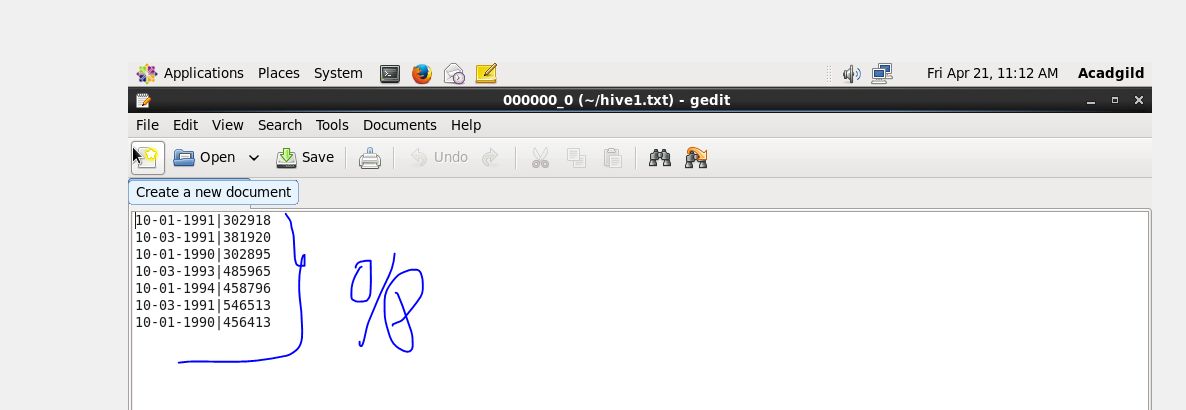 Applications Places System Fri Apr 21, 11:12 AM Acadgild
000000_0 (~/hive1.txt) - gedit
File Edit View Search Tools Documents Help
Open Save Undo
Create a new document
10-01-1991|302918
10-03-1991|381920
10-01-1990|302895
10-03-1993|485965
10-01-1994|458796
10-03-1991|546513
10-01-1990|456413
O/P